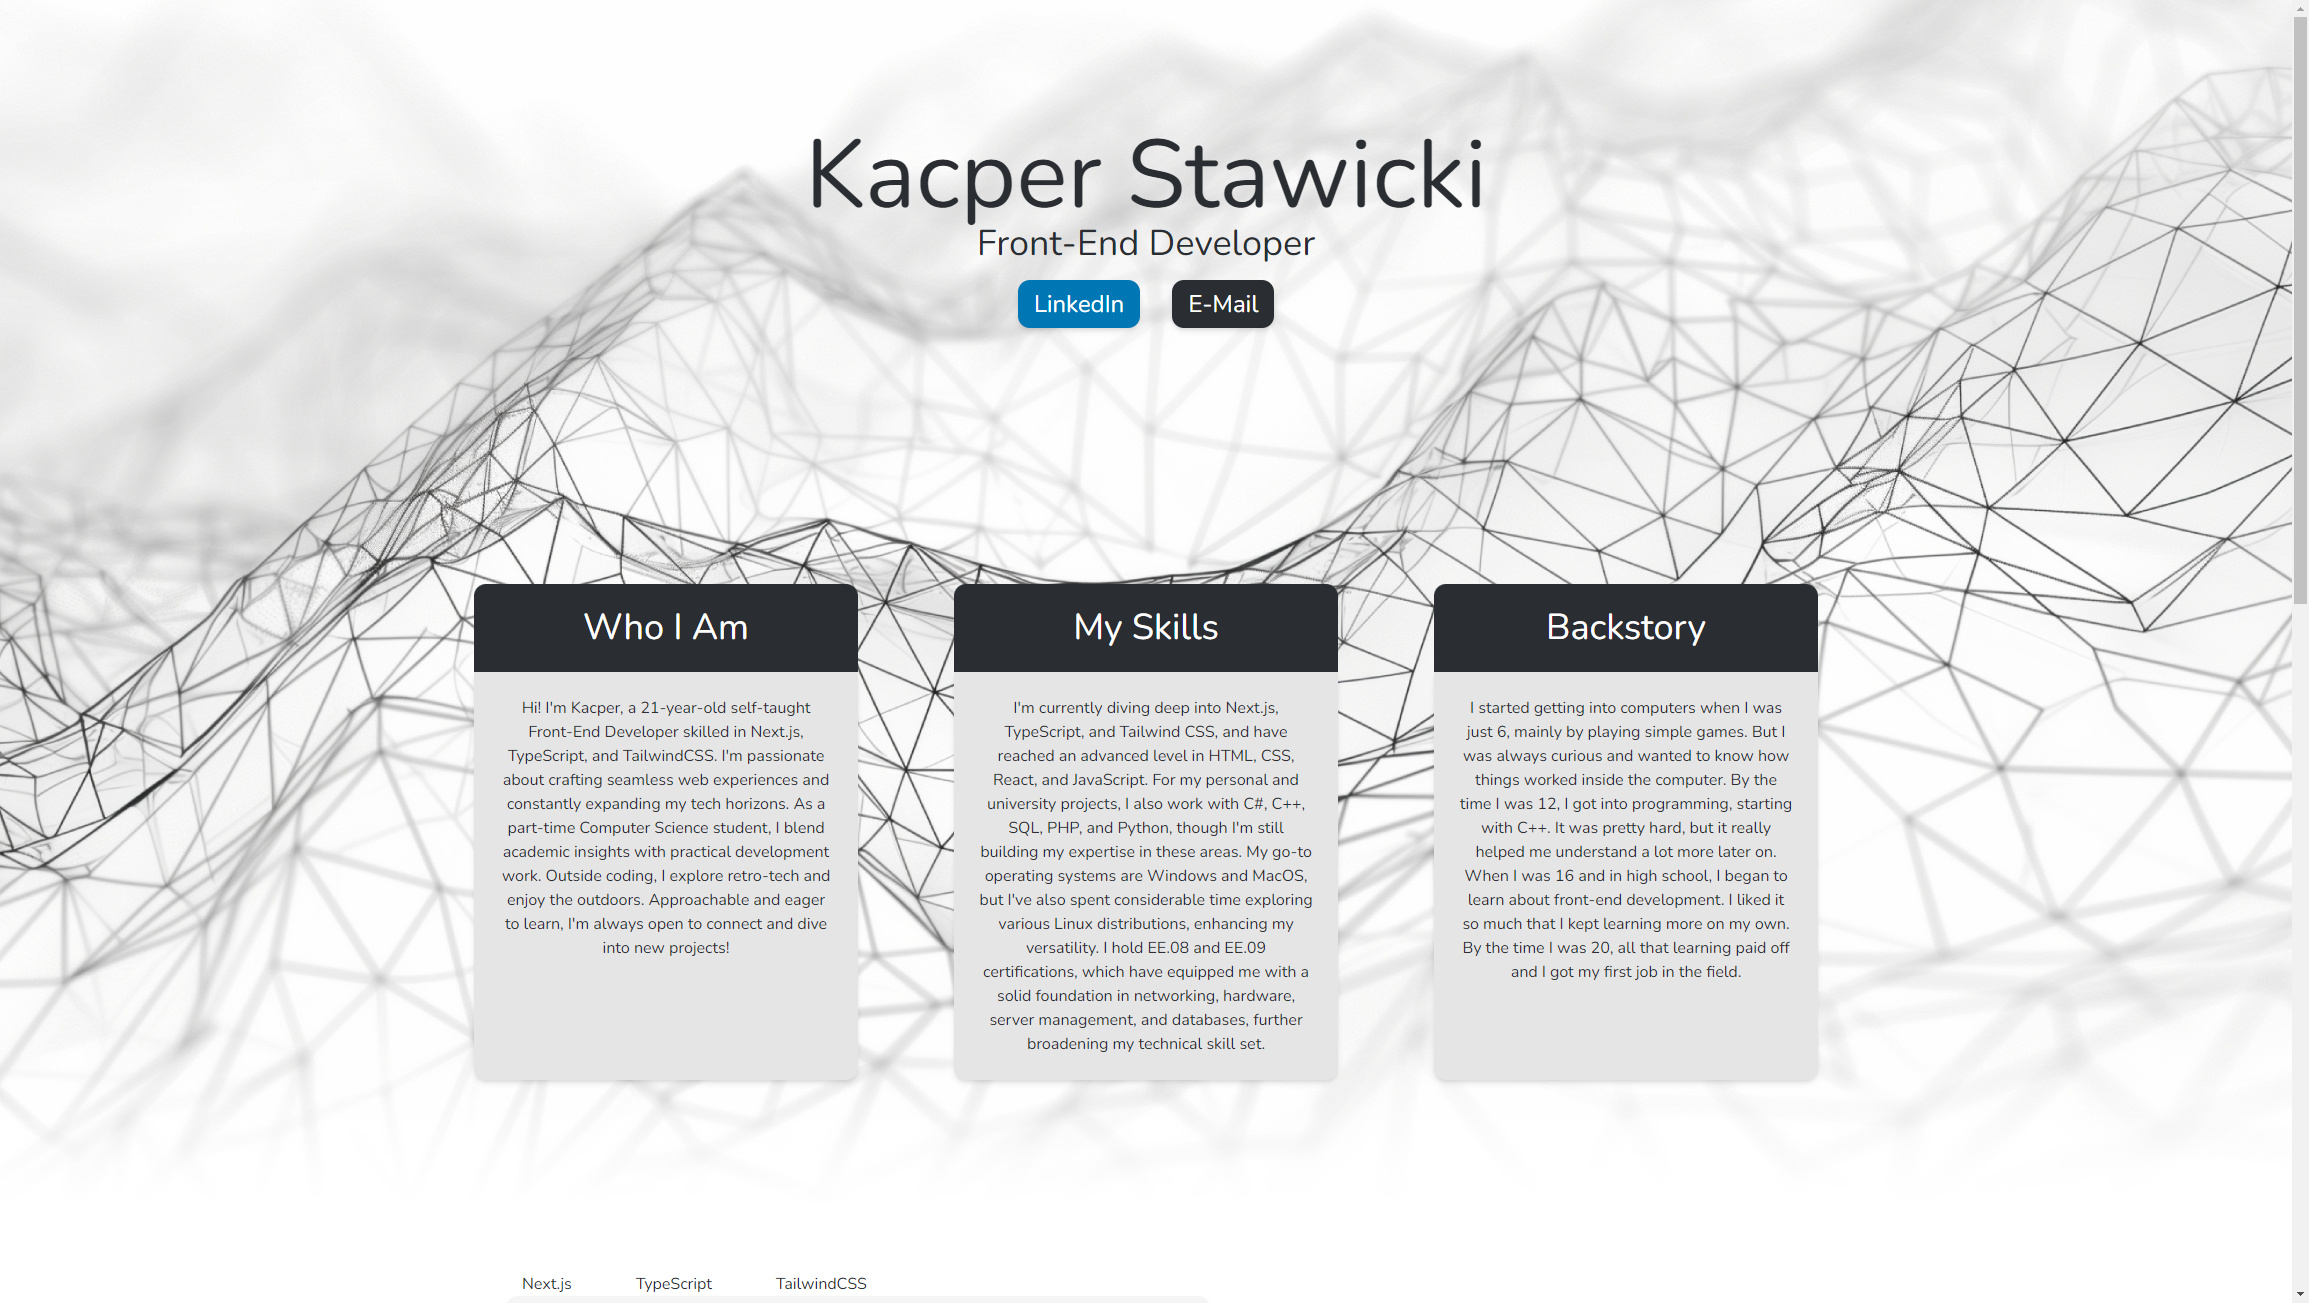 Kacper Stawicki
Front-End Developer
LinkedIn
E-Mail
Who I Am
Hi! I'm Kacper, a 21-year-old self-taught
Front-End Developer skilled in Next.js,
TypeScript, and TailwindCSS. I'm passionate
about crafting seamless web experiences and
constantly expanding my tech horizons. As a
part-time Computer Science student, I blend
academic insights with practical development
work. Outside coding, I explore retro-tech and
enjoy the outdoors. Approachable and eager
to learn, I'm always open to connect and dive
into new projects!
My Skills
I'm currently diving deep into Next.js,
TypeScript, and Tailwind CSS, and have
reached an advanced level in HTML, CSS,
React, and JavaScript. For my personal and
university projects, I also work with C#, C++,
SQL, PHP, and Python, though I'm still
building my expertise in these areas. My go-to
operating systems are Windows and MacOS,
but I've also spent considerable time exploring
various Linux distributions, enhancing my
versatility. I hold EE.08 and EE.09
certifications, which have equipped me with a
solid foundation in networking, hardware,
server management, and databases, further
broadening my technical skill set.
Backstory
I started getting into computers when I was
just 6, mainly by playing simple games. But I
was always curious and wanted to know how
things worked inside the computer. By the
time I was 12, I got into programming, starting
with C++. It was pretty hard, but it really
helped me understand a lot more later on.
When I was 16 and in high school, I began to
learn about front-end development. I liked it
so much that I kept learning more on my own.
By the time I was 20, all that learning paid off
and I got my first job in the field.
Next.js
TypeScript
TailwindCSS